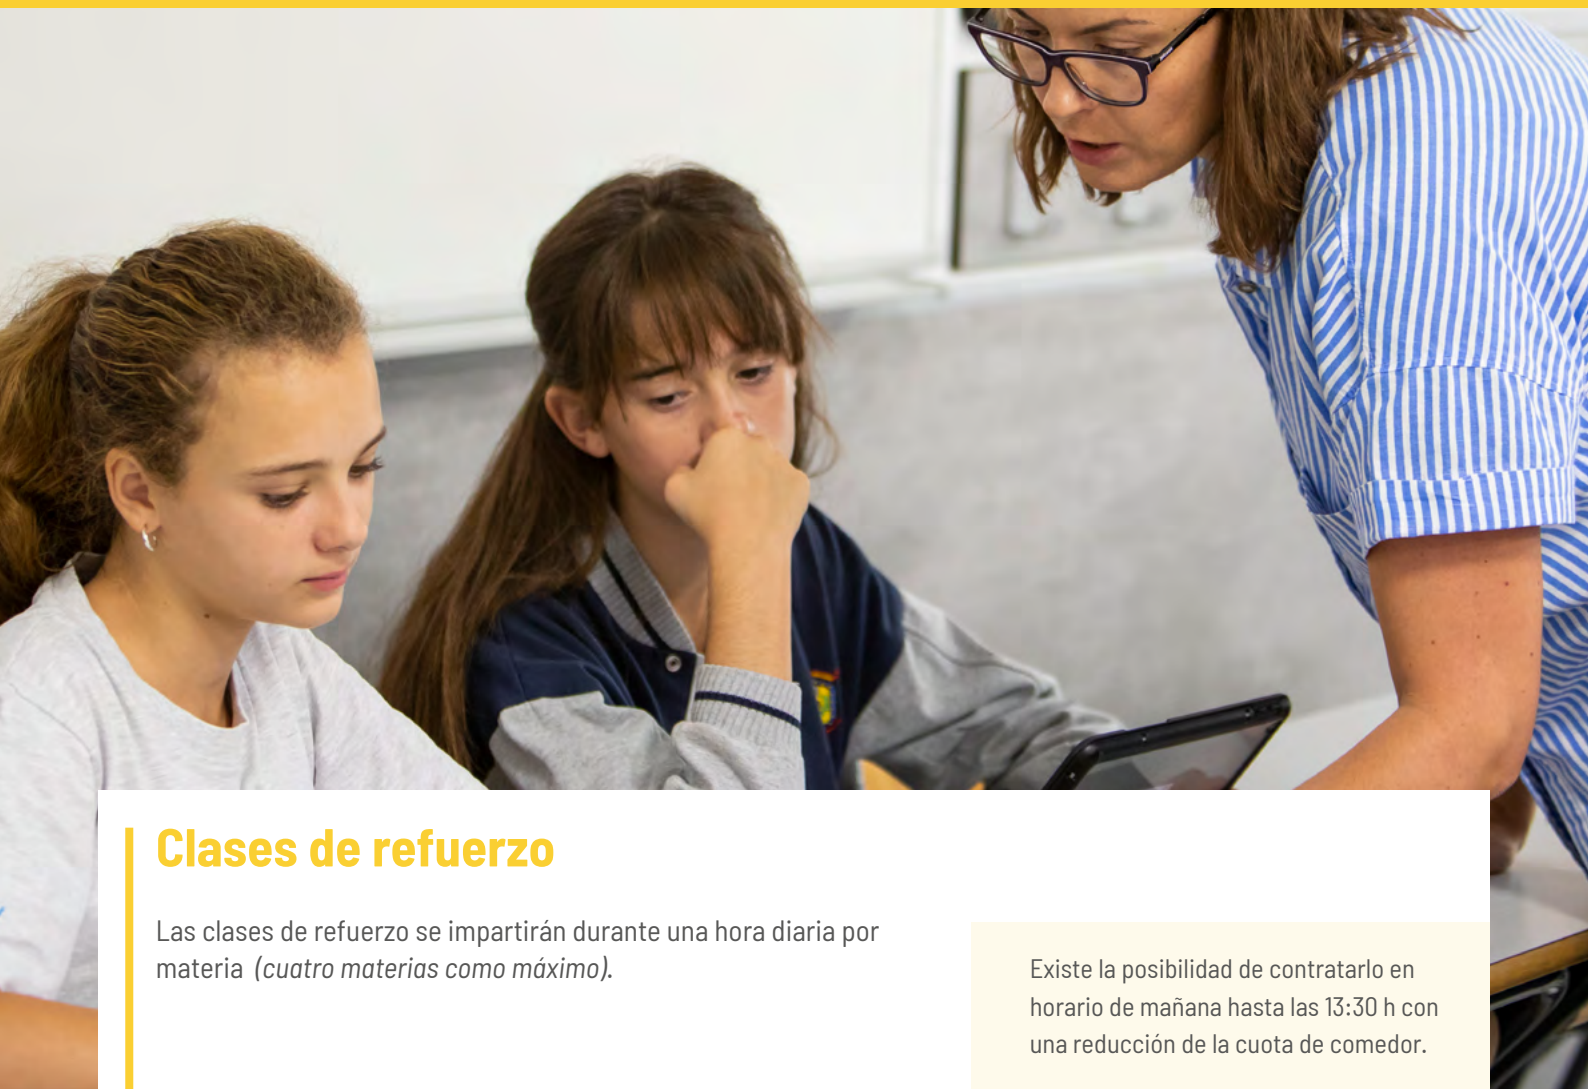 Clases de refuerzo
Las clases de refuerzo se impartirán durante una hora diaria por
materia (cuatro materias como máximo).
Existe la posibilidad de contratarlo en
horario de mañana hasta las 13:30 h con
una reducción de la cuota de comedor.